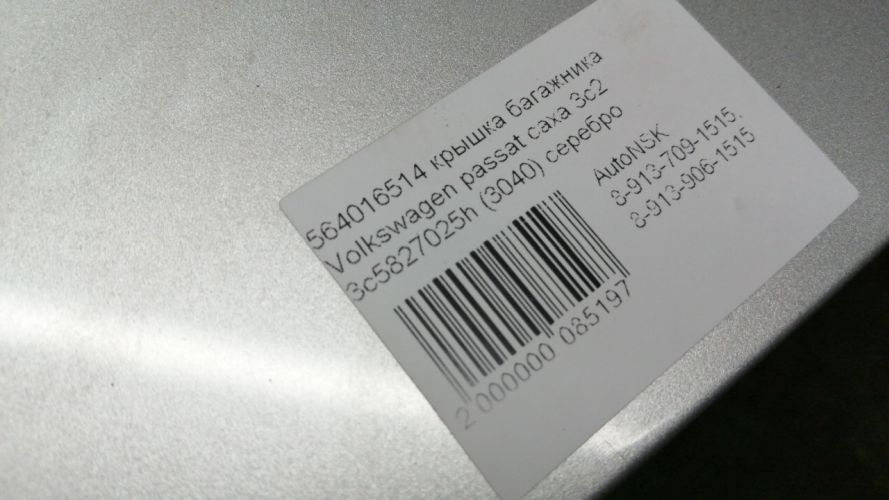 564016514 крышка багажника
Volkswagen passat caxa 3c2
3c5827025h (3040) серебро
AutoNSK
8-913-709-1515,
8-913-906-1515
2 000000 085197